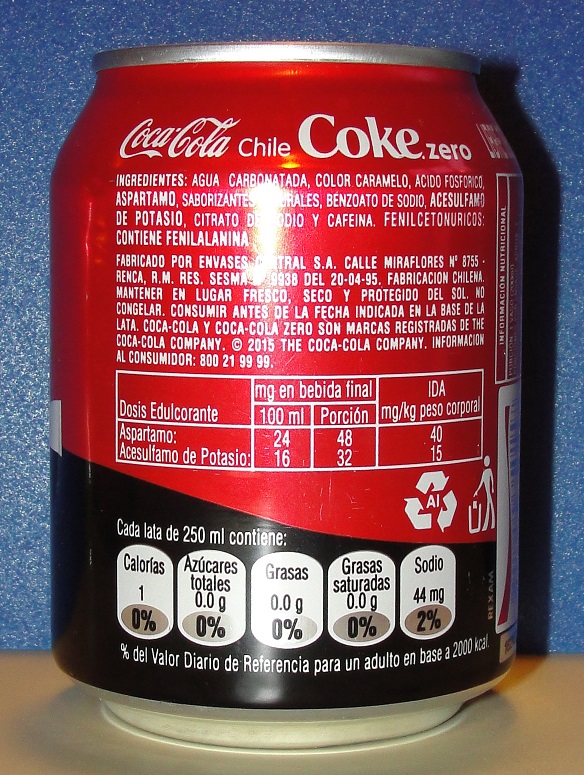 Coca-Cola Chile Coke zero
INGREDIENTES: AGUA CARBONATADA, COLOR CARAMELO, ACIDO FOSFORICO,
ASPARTAMO, SABORIZANTES BENZOATO DE SODIO, ACESULFAMO
DE POTASIO, CITRATO DE SODIO Y CAFEINA. FENILCETONURICOS:
CONTIENE FENILALANINA
FABRICADO POR ENVASES CENTRAL S.A. CALLE MIRAFLORES Nº 8755 -
RENCA, R.M. RES. SESMA 9938 DEL 20-04-95. FABRICACION CHILENA.
MANTENER EN LUGAR FRESCO, SECO Y PROTEGIDO DEL SOL. NO
CONGELAR. CONSUMIR ANTES DE LA FECHA INDICADA EN LA BASE DE LA
LATA. COCA-COLA Y COCA-COLA ZERO SON MARCAS REGISTRADAS DE THE
COCA-COLA COMPANY. © 2015 THE COCA-COLA COMPANY. INFORMACION
AL CONSUMIDOR: 800 21 99 99.
mg en bebida final IDA
Dosis Edulcorante 100 ml Porción mg/kg peso corporal
Aspartamo: 24 48 40
Acesulfamo de Potasio: 16 32 15
Al
Cada lata de 250 ml contiene:
Calorías 1 0%
Azúcares totales 0.0 g 0%
Grasas 0.0 g 0%
Grasas saturadas 0.0 g 0%
Sodio 44 mg 2%
% del Valor Diario de Referencia para un adulto en base a 2000 kcal.
REXAM
INFORMACIÓN NUTRICIONAL